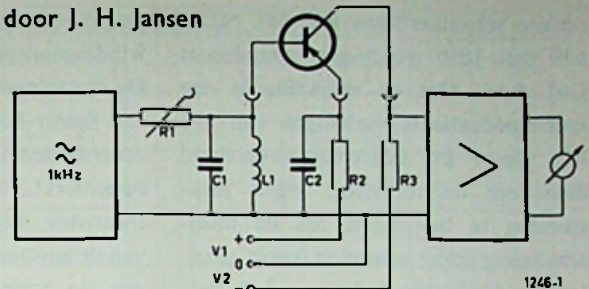 door J. H. Jansen
≈
1kHz
R1
C1
L1
C2
R2
R3
>
V1
+
0
V2
-
1246-1